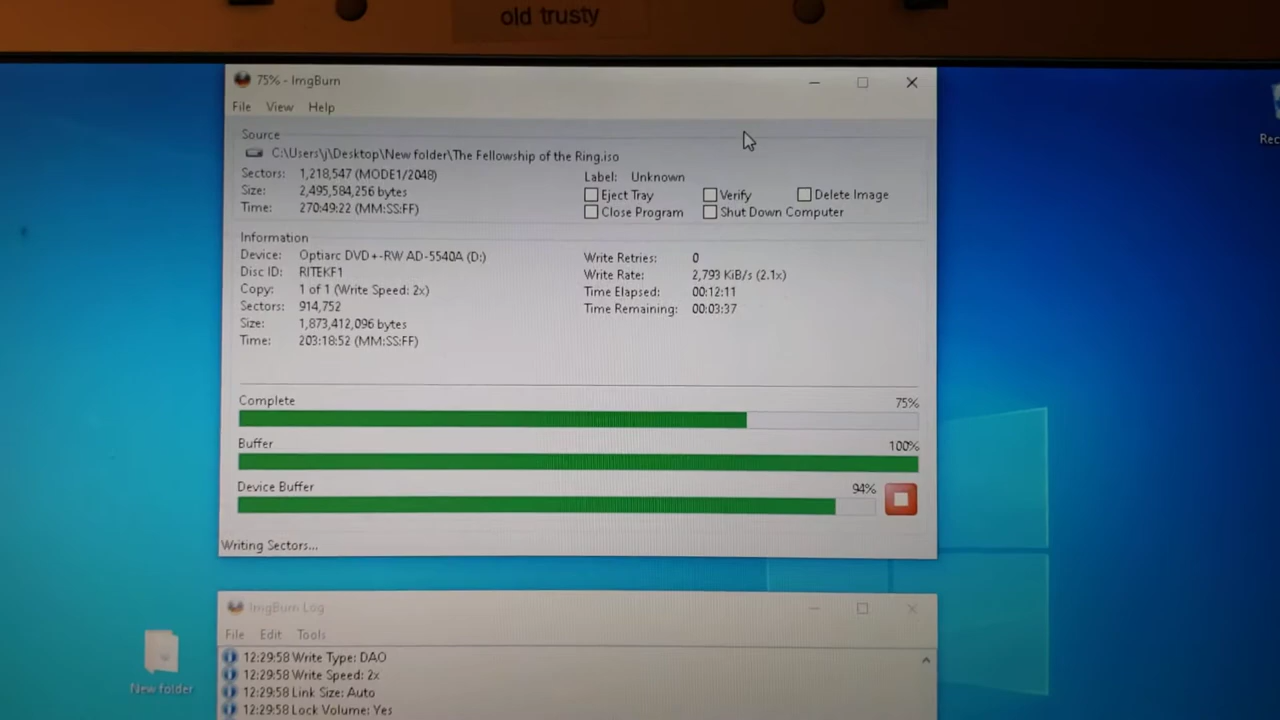 old trusty
75% - ImgBurn
File View Help
Source
C:\Users\j\Desktop\New folder\The Fellowship of the Ring.iso
Sectors: 1,218,547 (MODE1/2048)
Size: 2,495,584,256 bytes
Time: 270:49:22 (MM:SS:FF)
Label: Unknown
Eject Tray Verify Delete Image
Close Program Shut Down Computer
Information
Device: Optiarc DVD+-RW AD-5540A (D:)
Disc ID: RITEKF1
Copy: 1 of 1 (Write Speed: 2x)
Sectors: 914,752
Size: 1,873,412,096 bytes
Time: 203:18:52 (MM:SS:FF)
Write Retries: 0
Write Rate: 2,793 KiB/s (2.1x)
Time Elapsed: 00:12:11
Time Remaining: 00:03:37
Complete 75%
Buffer 100%
Device Buffer 94%
Writing Sectors...
Rec
ImgBurn Log
File Edit Tools
12:29:58 Write Type: DAO
12:29:58 Write Speed: 2x
12:29:58 Link Size: Auto
12:29:58 Lock Volume: Yes
New folder